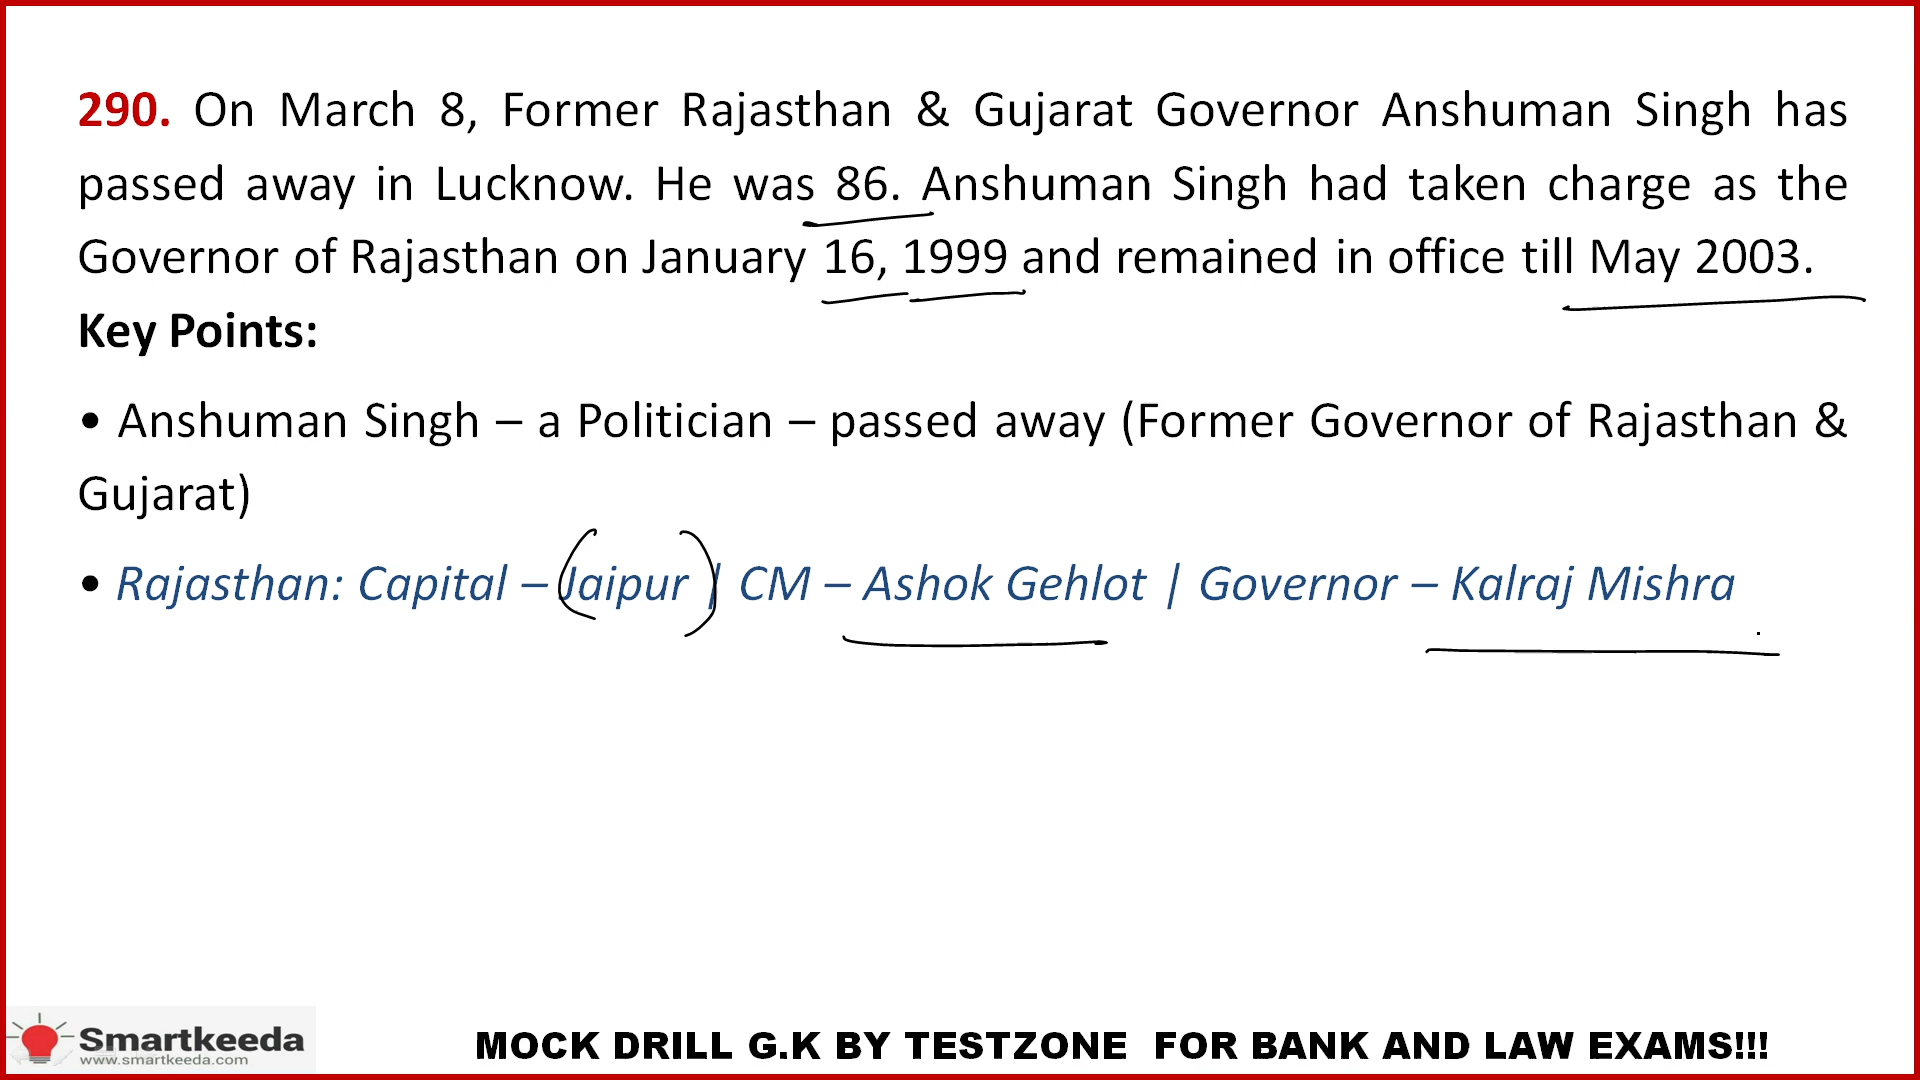 290. On March 8, Former Rajasthan & Gujarat Governor Anshuman Singh has
passed away in Lucknow. He was 86. Anshuman Singh had taken charge as the
Governor of Rajasthan on January 16, 1999 and remained in office till May 2003.
Key Points:
• Anshuman Singh – a Politician – passed away (Former Governor of Rajasthan &
Gujarat)
• Rajasthan: Capital – Jaipur | CM – Ashok Gehlot | Governor – Kalraj Mishra
Smartkeeda
www.smartkeeda.com
MOCK DRILL G.K BY TESTZONE FOR BANK AND LAW EXAMS!!!